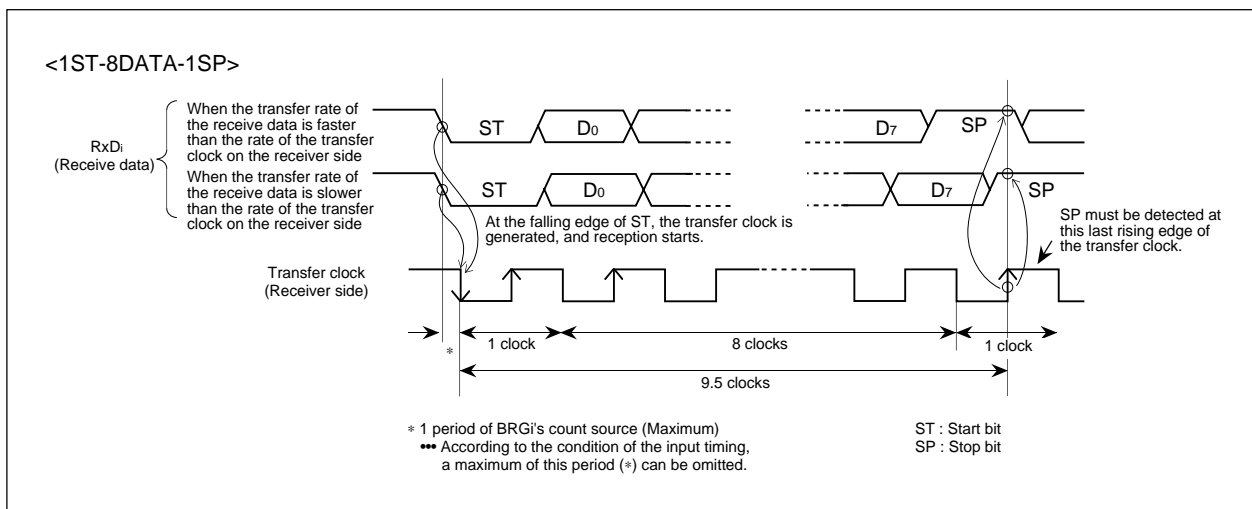 <1ST-8DATA-1SP>
RxDi
(Receive data)
When the transfer rate of
the receive data is faster
than the rate of the transfer
clock on the receiver side
ST
D0
D7
SP
When the transfer rate of
the receive data is slower
than the rate of the transfer
clock on the receiver side
ST
D0
D7
SP
At the falling edge of ST, the transfer clock is
generated, and reception starts.
SP must be detected at
this last rising edge of
the transfer clock.
Transfer clock
(Receiver side)
*
1 clock
8 clocks
1 clock
9.5 clocks
* 1 period of BRGi's count source (Maximum)
••• According to the condition of the input timing,
a maximum of this period (*) can be omitted.
ST : Start bit
SP : Stop bit